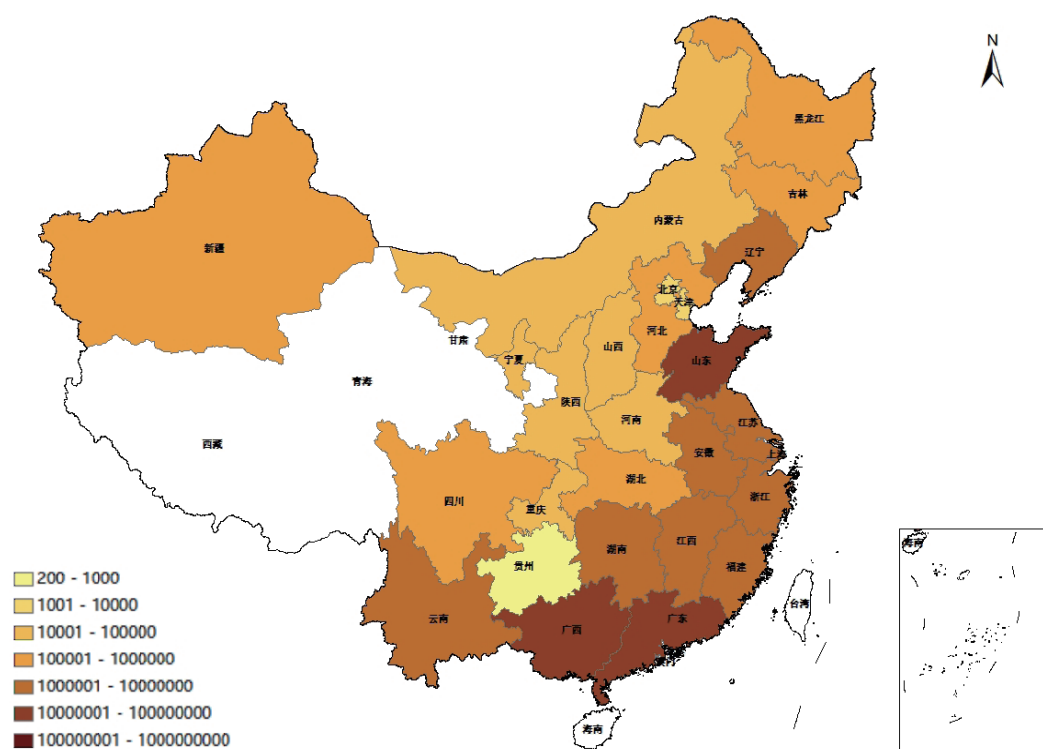 N
黑龙江
吉林
内蒙古
辽宁
新疆
北京
天津
河北
甘肃
山西
宁夏
山东
青海
陕西
河南
江苏
西藏
安徽
上海
湖北
四川
浙江
重庆
湖南
江西
贵州
福建
云南
广西
广东
台湾
海南
海南
200 - 1000
1001 - 10000
10001 - 100000
100001 - 1000000
1000001 - 10000000
10000001 - 100000000
100000001 - 1000000000